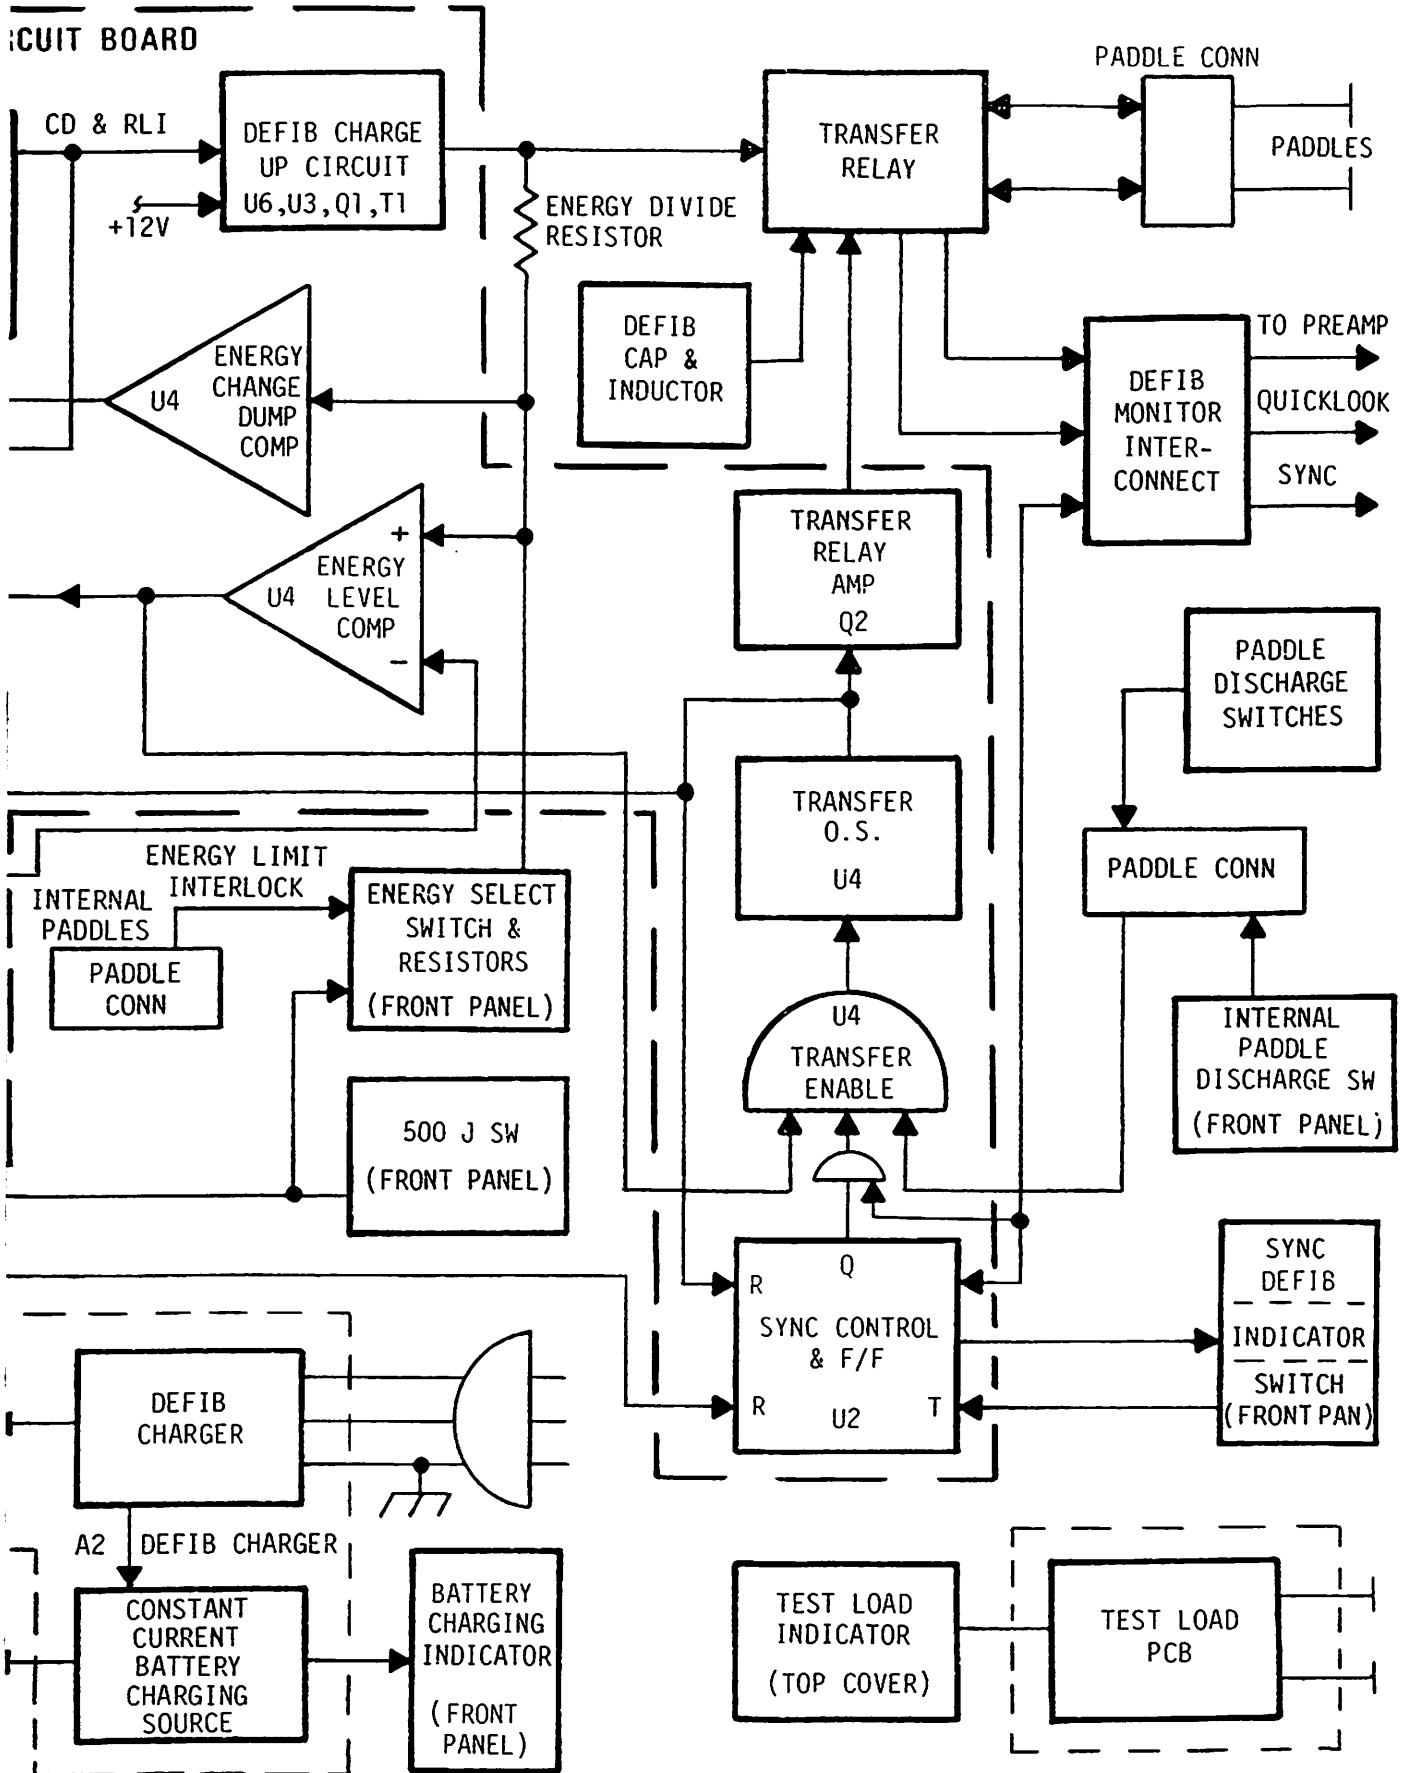 CUIT BOARD
CD & RLI
DEFIB CHARGE
UP CIRCUIT
U6,U3,Q1,T1
+12V
ENERGY DIVIDE
RESISTOR
TRANSFER
RELAY
PADDLE CONN
PADDLES
DEFIB
CAP &
INDUCTOR
ENERGY
CHANGE
DUMP
COMP
U4
DEFIB
MONITOR
INTER-
CONNECT
TO PREAMP
QUICKLOOK
SYNC
+
ENERGY
LEVEL
COMP
U4
−
TRANSFER
RELAY
AMP
Q2
PADDLE
DISCHARGE
SWITCHES
TRANSFER
O.S.
U4
PADDLE CONN
ENERGY LIMIT
INTERLOCK
INTERNAL
PADDLES
PADDLE
CONN
ENERGY SELECT
SWITCH &
RESISTORS
(FRONT PANEL)
U4
TRANSFER
ENABLE
INTERNAL
PADDLE
DISCHARGE SW
(FRONT PANEL)
500 J SW
(FRONT PANEL)
Q
R
SYNC CONTROL
& F/F
R
U2
T
SYNC
DEFIB
INDICATOR
SWITCH
(FRONT PAN)
DEFIB
CHARGER
A2
DEFIB CHARGER
CONSTANT
CURRENT
BATTERY
CHARGING
SOURCE
BATTERY
CHARGING
INDICATOR
(FRONT
PANEL)
TEST LOAD
INDICATOR
(TOP COVER)
TEST LOAD
PCB